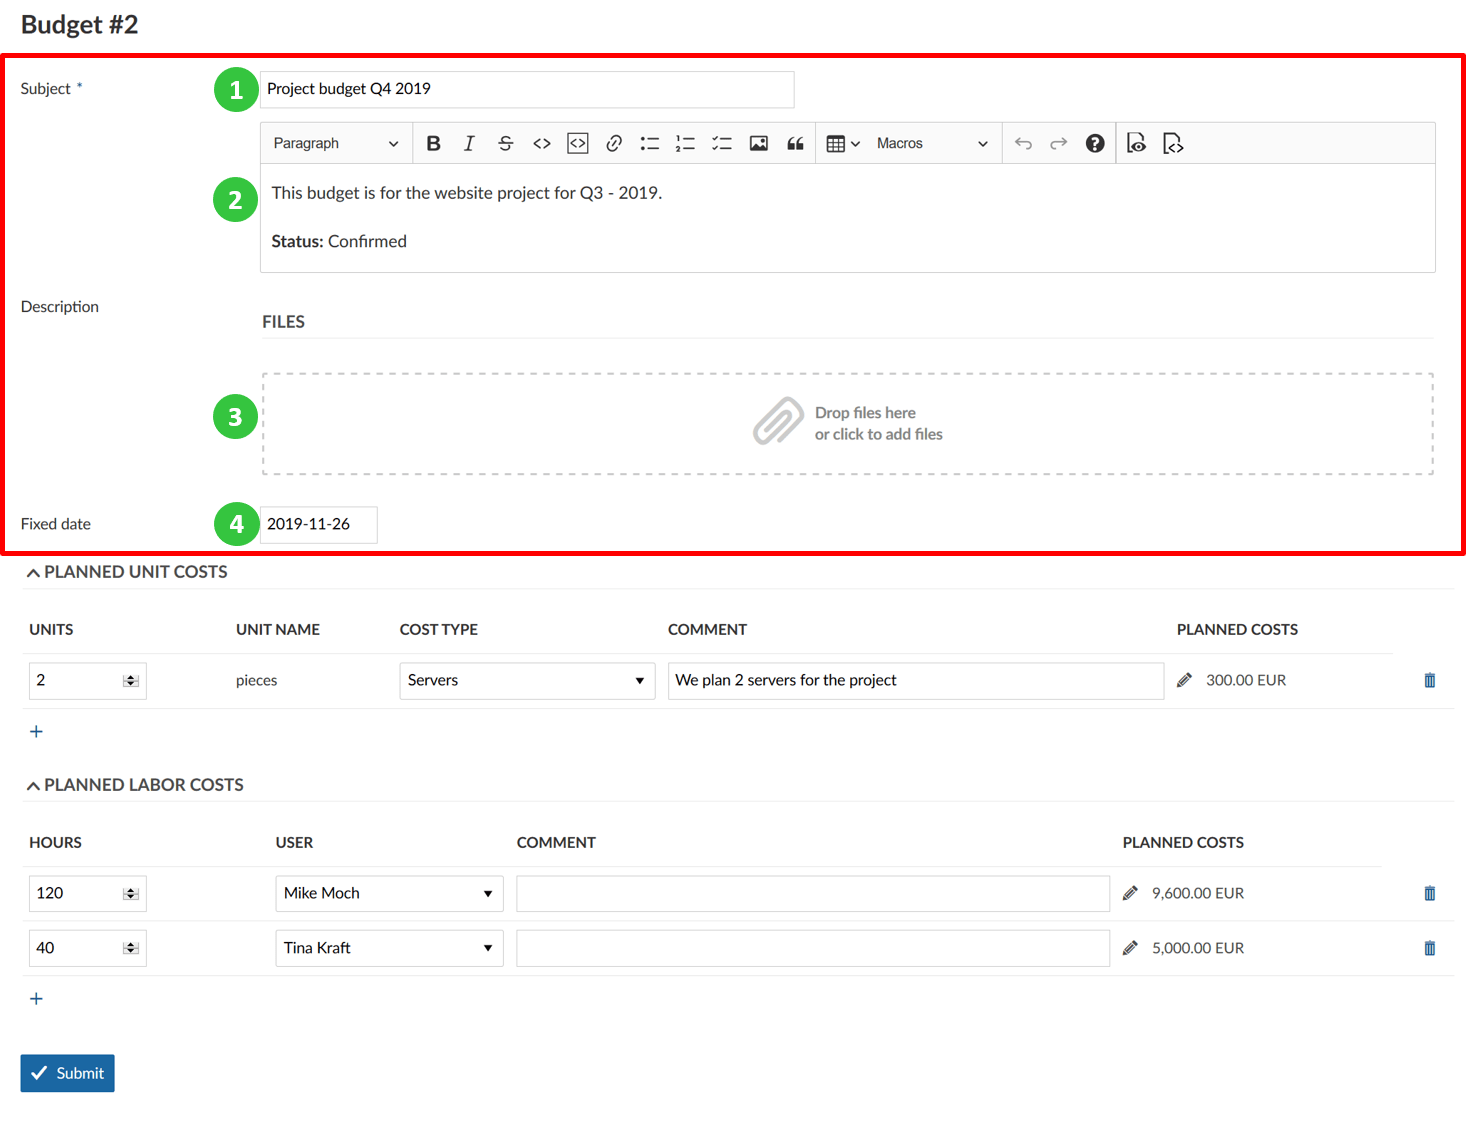 Budget #2
Subject *
1
Project budget Q4 2019
Paragraph
Macros
2
This budget is for the website project for Q3 - 2019.
Status: Confirmed
Description
FILES
3
Drop files here
or click to add files
Fixed date
4
2019-11-26
PLANNED UNIT COSTS
UNITS UNIT NAME COST TYPE COMMENT PLANNED COSTS
2 pieces Servers We plan 2 servers for the project 300.00 EUR
+
PLANNED LABOR COSTS
HOURS USER COMMENT PLANNED COSTS
120 Mike Moch 9,600.00 EUR
40 Tina Kraft 5,000.00 EUR
+
Submit